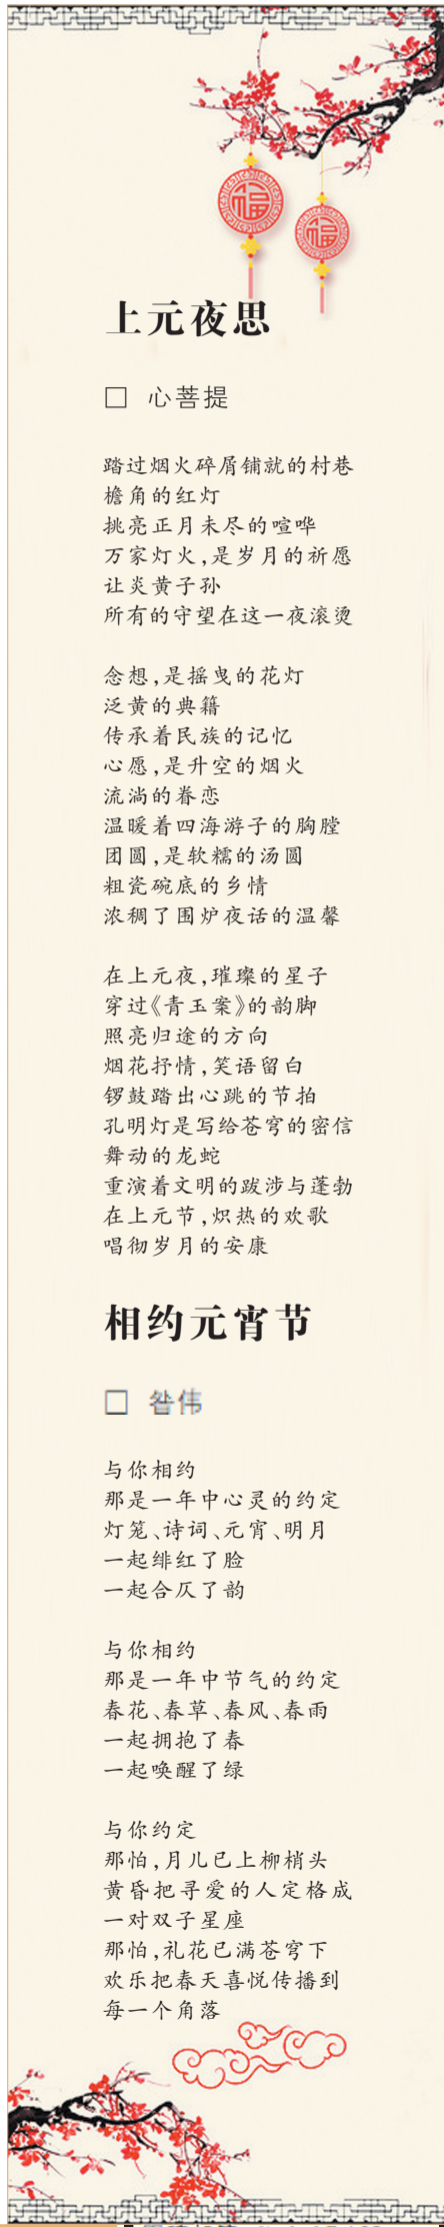 福
福
上元夜思
□ 心菩提
踏过烟火碎屑铺就的村巷
檐角的红灯
挑亮正月未尽的喧哗
万家灯火,是岁月的祈愿
让炎黄子孙
所有的守望在这一夜滚烫
念想,是摇曳的花灯
泛黄的典籍
传承着民族的记忆
心愿,是升空的烟火
流淌的眷恋
温暖着四海游子的胸膛
团圆,是软糯的汤圆
粗瓷碗底的乡情
浓稠了围炉夜话的温馨
在上元夜,璀璨的星子
穿过《青玉案》的韵脚
照亮归途的方向
烟花抒情,笑语留白
锣鼓踏出心跳的节拍
孔明灯是写给苍穹的密信
舞动的龙蛇
重演着文明的跋涉与蓬勃
在上元节,炽热的欢歌
唱彻岁月的安康
相约元宵节
□ 昝伟
与你相约
那是一年中心灵的约定
灯笼、诗词、元宵、明月
一起绯红了脸
一起合仄了韵
与你相约
那是一年中节气的约定
春花、春草、春风、春雨
一起拥抱了春
一起唤醒了绿
与你约定
那怕,月儿已上柳梢头
黄昏把寻爱的人定格成
一对双子星座
那怕,礼花已满苍穹下
欢乐把春天喜悦传播到
每一个角落